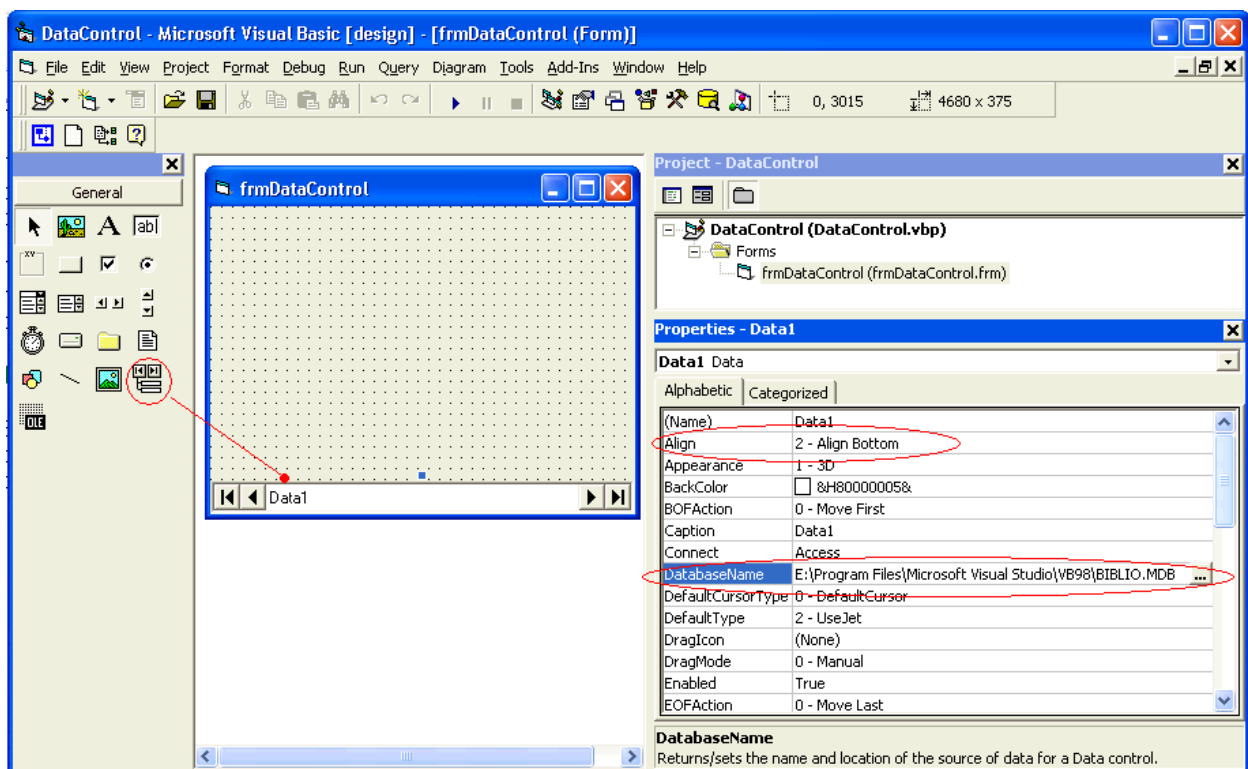 DataControl - Microsoft Visual Basic [design] - [frmDataControl (Form)]
File Edit View Project Format Debug Run Query Diagram Tools Add-Ins Window Help
0, 3015 4680 x 375
General
A ab|
XY
OLE
frmDataControl
Data1
Project - DataControl
DataControl (DataControl.vbp)
Forms
frmDataControl (frmDataControl.frm)
Properties - Data1
Data1 Data
Alphabetic Categorized
(Name) Data1
Align 2 - Align Bottom
Appearance 1 - 3D
BackColor &H80000005&
BOFAction 0 - Move First
Caption Data1
Connect Access
DatabaseName E:\Program Files\Microsoft Visual Studio\VB98\BIBLIO.MDB ...
DefaultCursorType 0 - DefaultCursor
DefaultType 2 - UseJet
DragIcon (None)
DragMode 0 - Manual
Enabled True
EOFAction 0 - Move Last
DatabaseName
Returns/sets the name and location of the source of data for a Data control.